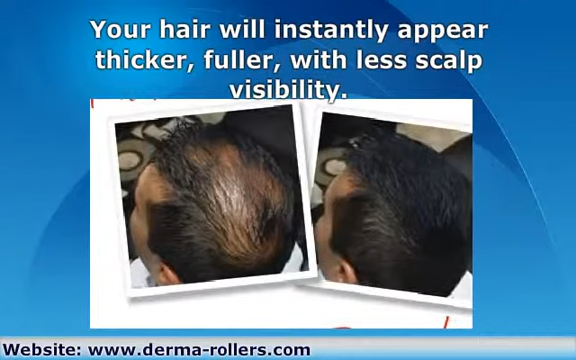 Your hair will instantly appear
thicker, fuller, with less scalp
visibility.
Website: www.derma-rollers.com